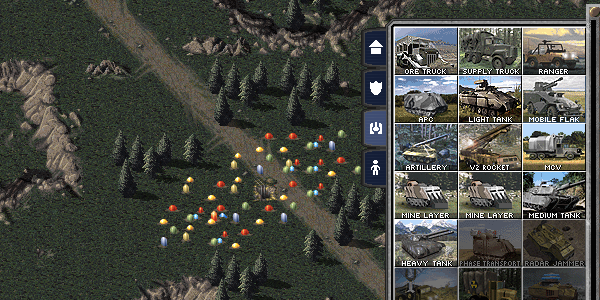 ORE TRUCK
SUPPLY TRUCK
RANGER
APC
LIGHT TANK
MOBILE FLAK
ARTILLERY
V2 ROCKET
MCV
MINE LAYER
MINE LAYER
MEDIUM TANK
HEAVY TANK
PHASE TRANSPORT
RADAR JAMMER